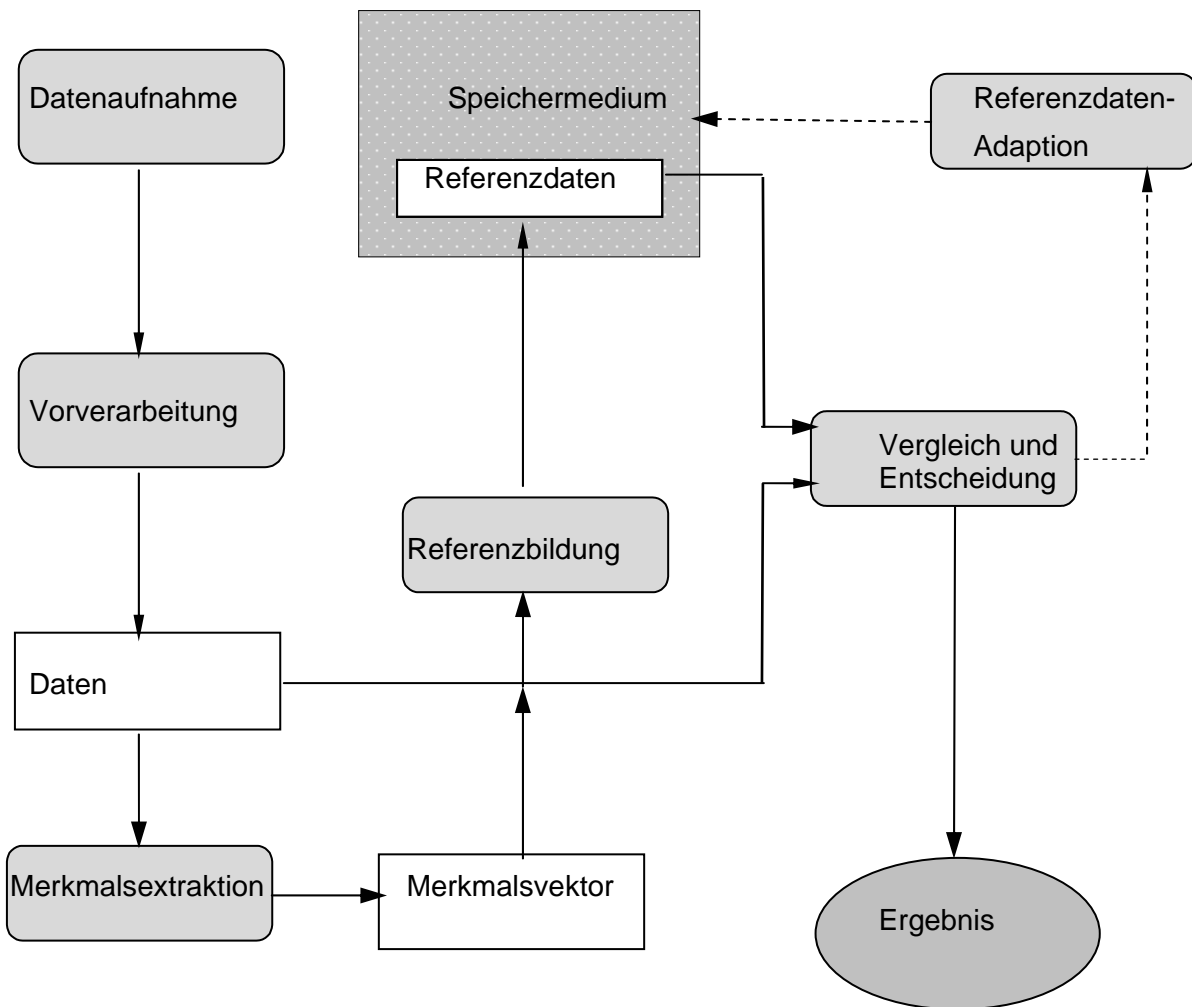 Datenaufnahme
Speichermedium
Referenzdaten-
Adaption
Referenzdaten
Vorverarbeitung
Vergleich und
Entscheidung
Referenzbildung
Daten
Merkmalsextraktion
Merkmalsvektor
Ergebnis